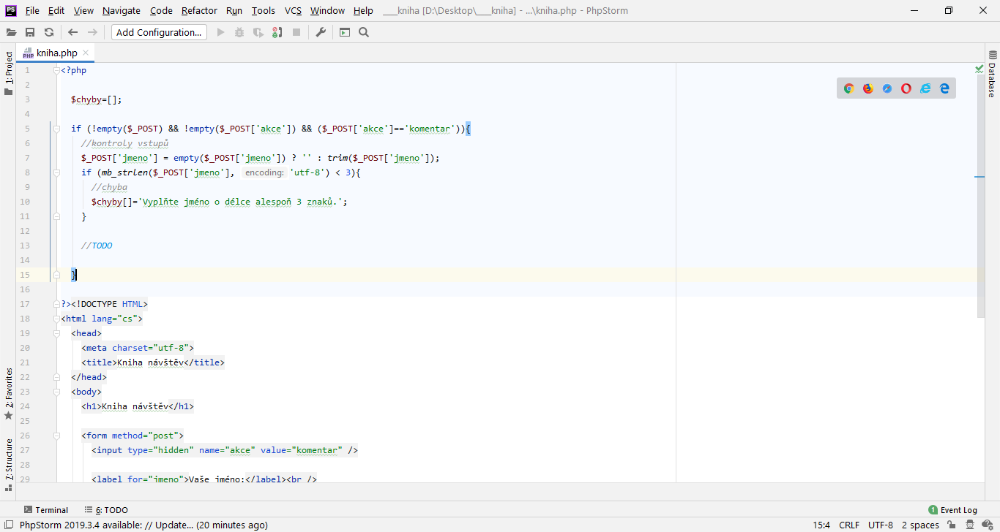 PS File Edit View Navigate Code Refactor Run Tools VCS Window Help ___kniha [D:\Desktop\___kniha] - ...\kniha.php - PhpStorm
Add Configuration...
1: Project
PHP kniha.php
Database
1 <?php
2
3 $chyby=[];
4
5 if (!empty($_POST) && !empty($_POST['akce']) && ($_POST['akce']=='komentar')){
6 //kontroly vstupů
7 $_POST['jmeno'] = empty($_POST['jmeno']) ? '' : trim($_POST['jmeno']);
8 if (mb_strlen($_POST['jmeno'], encoding: 'utf-8') < 3){
9 //chyba
10 $chyby[]='Vyplňte jméno o délce alespoň 3 znaků.';
11 }
12
13 //TODO
14
15 }
16
17 ?><!DOCTYPE HTML>
18 <html lang="cs">
19 <head>
20 <meta charset="utf-8">
21 <title>Kniha návštěv</title>
22 </head>
23 <body>
24 <h1>Kniha návštěv</h1>
25
26 <form method="post">
27 <input type="hidden" name="akce" value="komentar" />
28
29 <label for="jmeno">Vaše jméno:</label><br />
2: Favorites
7: Structure
Terminal 6: TODO 1 Event Log
PhpStorm 2019.3.4 available: // Update... (20 minutes ago) 15:4 CRLF UTF-8 2 spaces